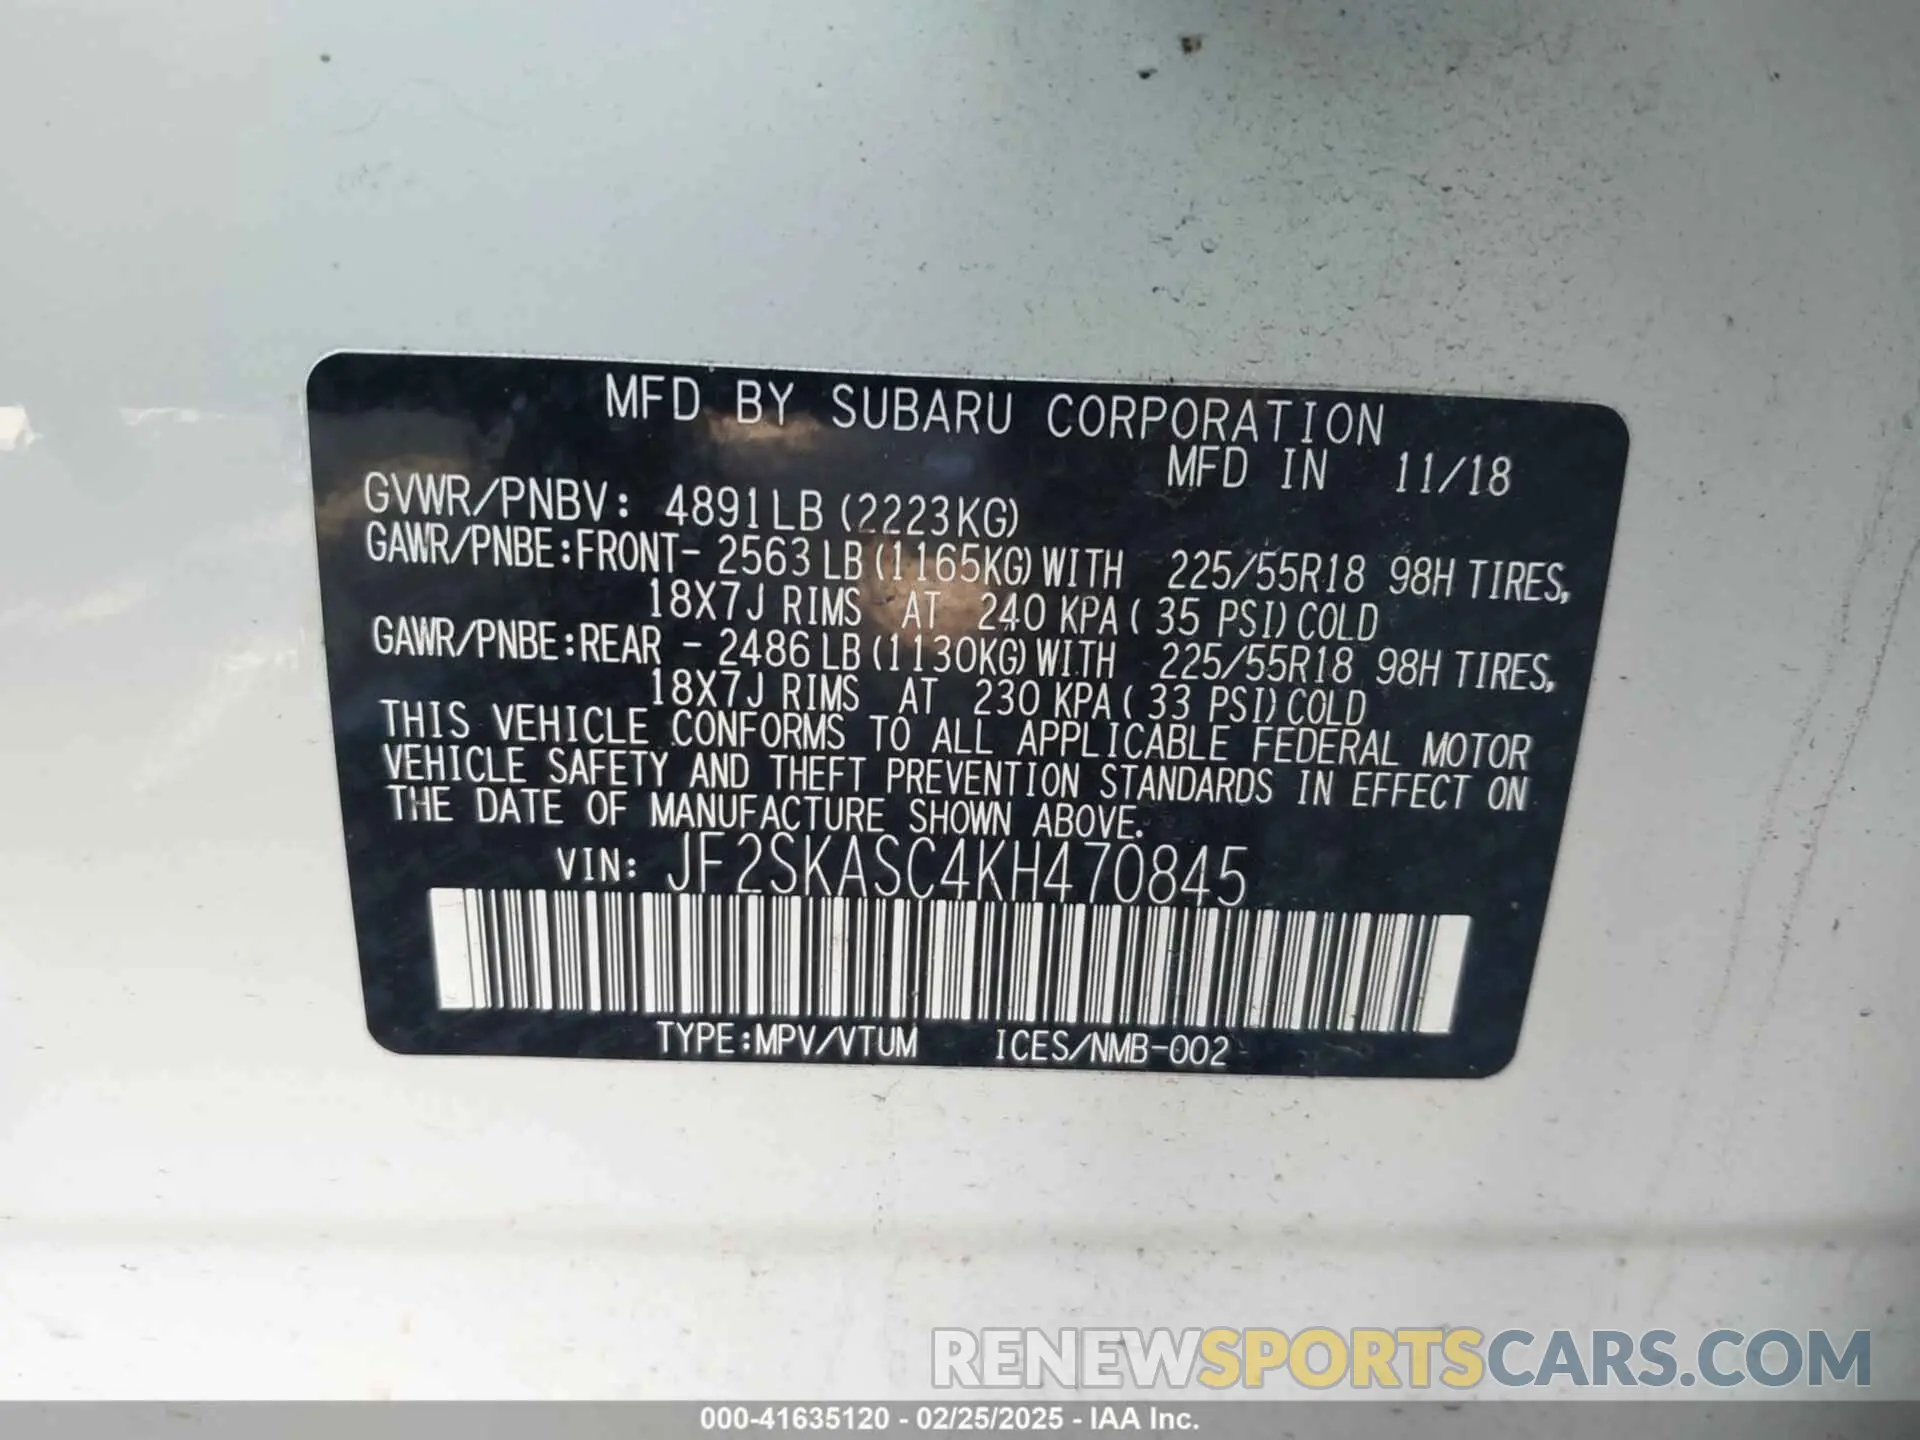 MFD BY SUBARU CORPORATION
MFD IN 11/18
GVWR/PNBV: 4891LB (2223KG)
GAWR/PNBE:FRONT- 2563 LB (1165KG) WITH 225/55R18 98H TIRES,
18X7J RIMS AT 240 KPA ( 35 PSI) COLD
GAWR/PNBE:REAR - 2486 LB (1130KG) WITH 225/55R18 98H TIRES,
18X7J RIMS AT 230 KPA ( 33 PSI) COLD
THIS VEHICLE CONFORMS TO ALL APPLICABLE FEDERAL MOTOR
VEHICLE SAFETY AND THEFT PREVENTION STANDARDS IN EFFECT ON
THE DATE OF MANUFACTURE SHOWN ABOVE.
VIN: JF2SKASC4KH470845
TYPE:MPV/VTUM ICES/NMB-002
RENEWSPORTSCARS.COM
000-41635120 - 02/25/2025 - IAA Inc.